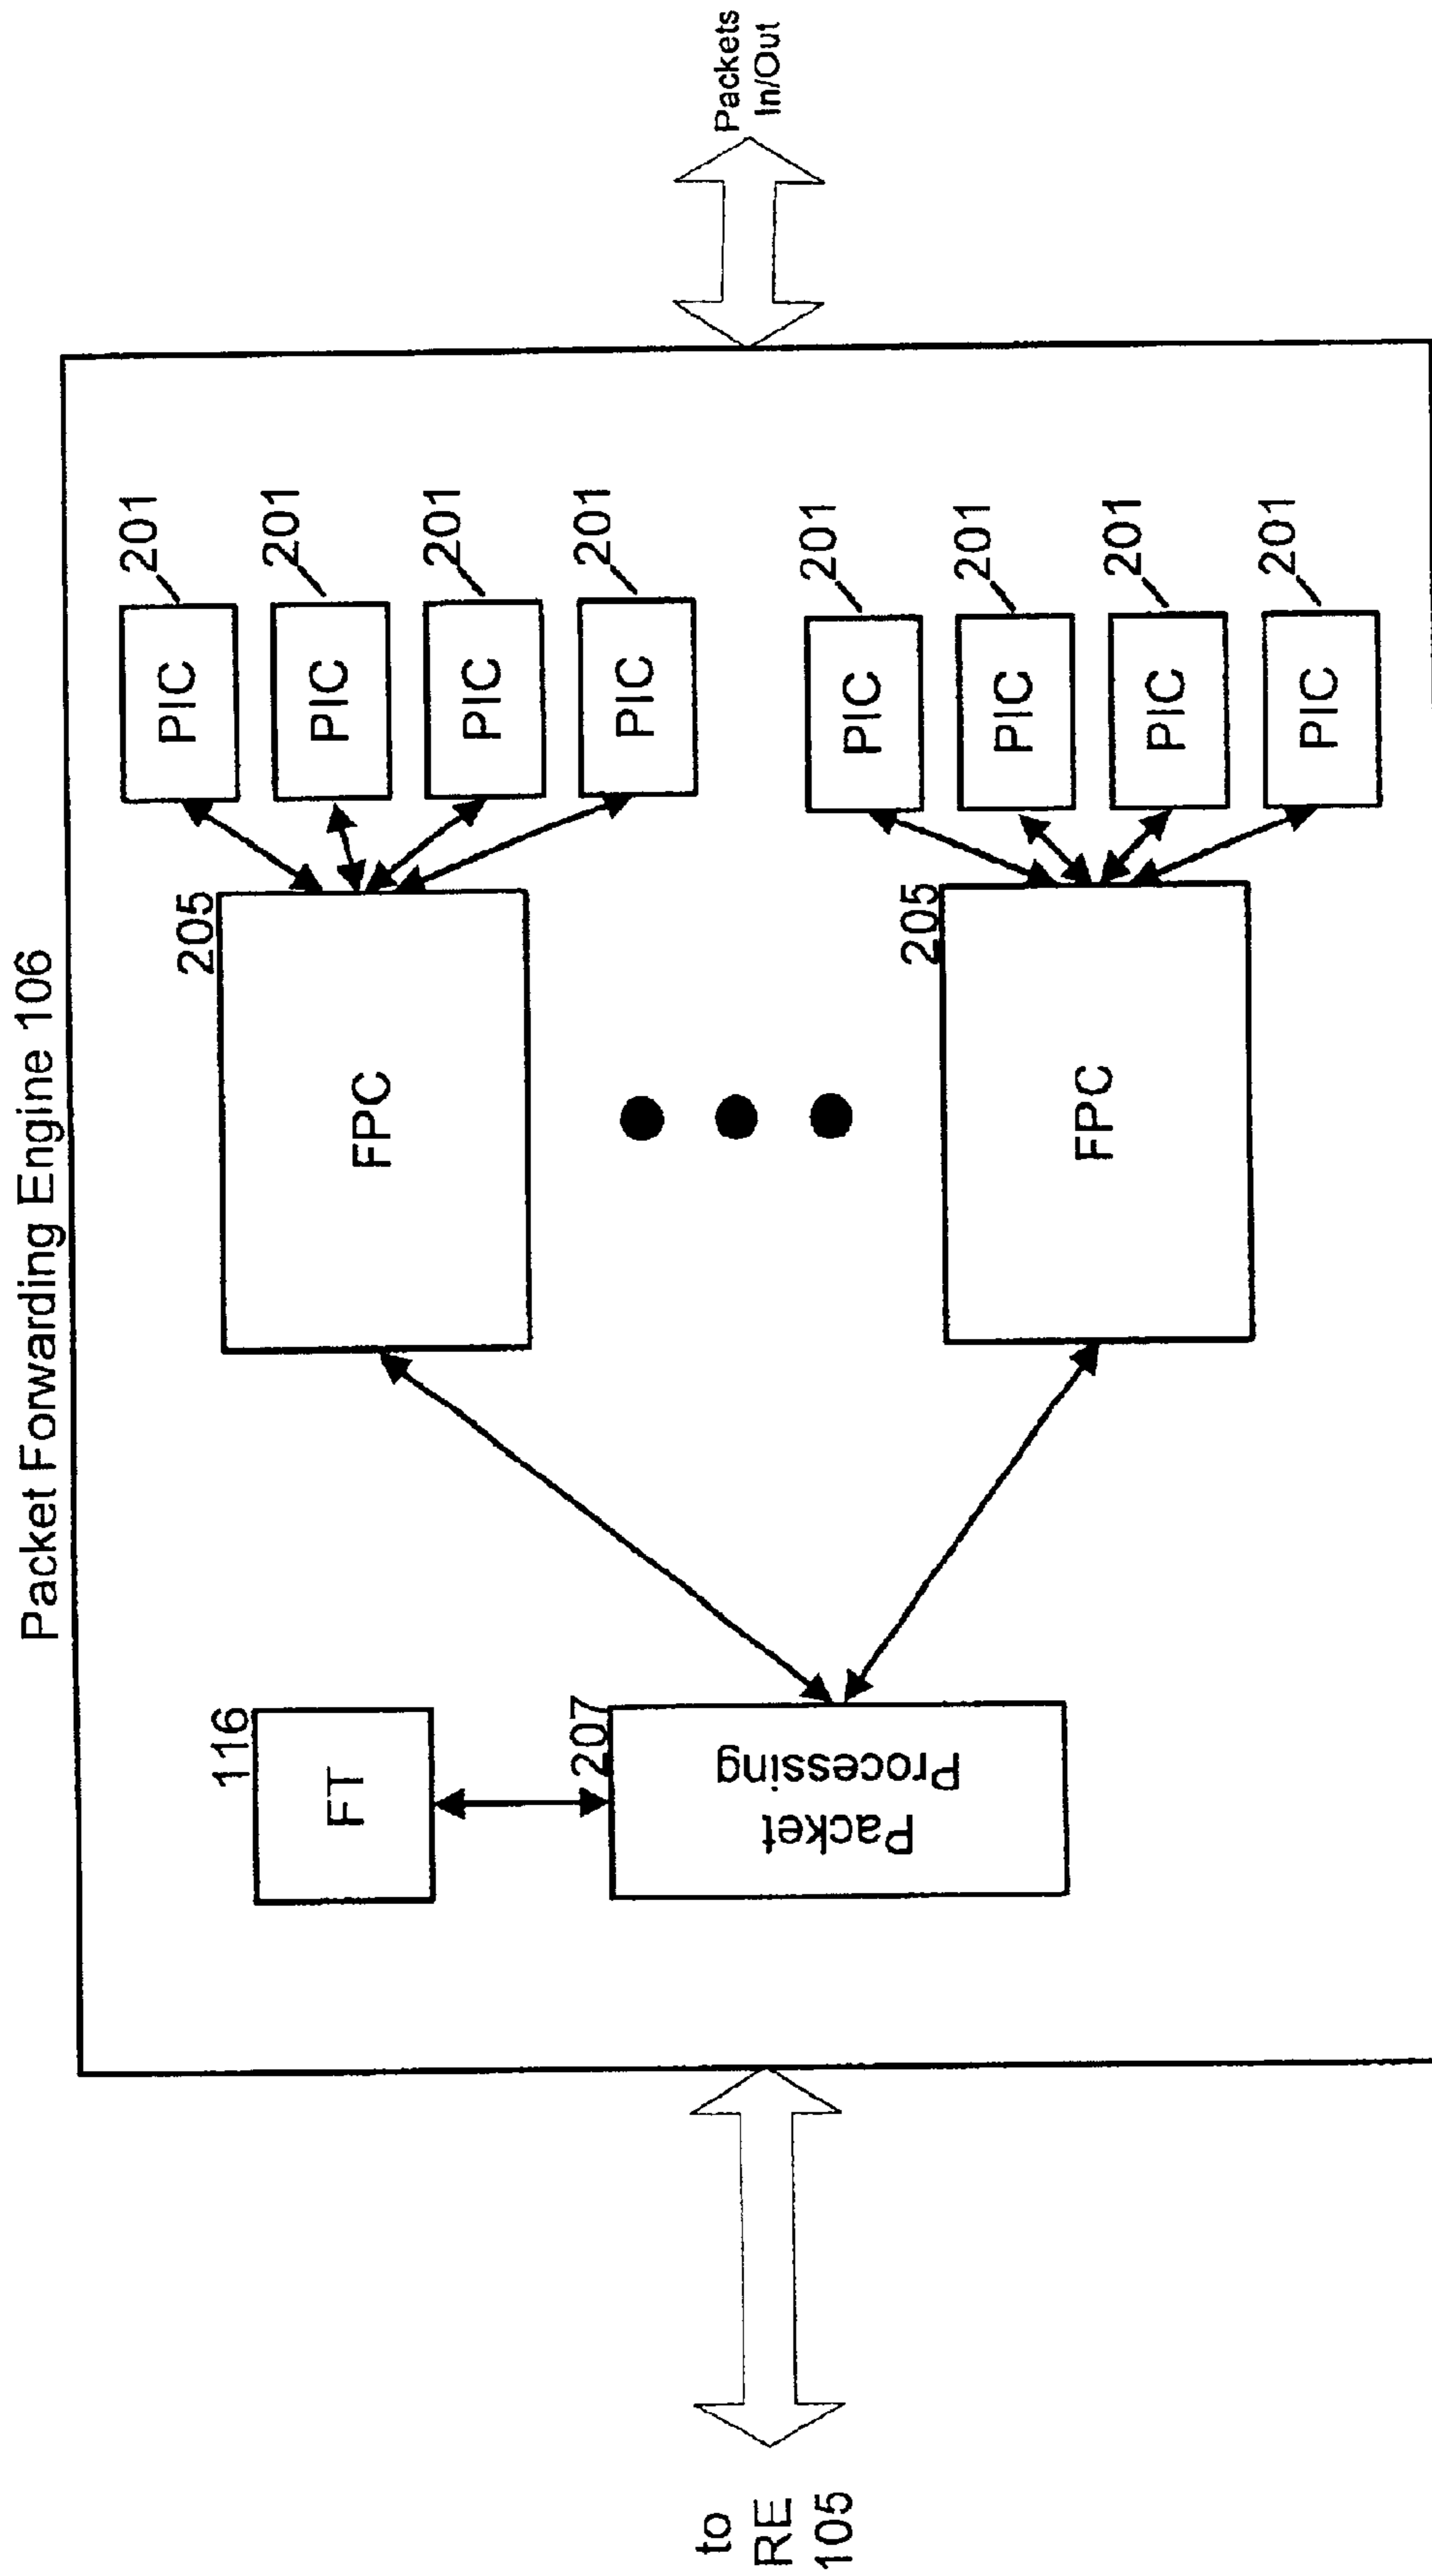 Packet Forwarding Engine 106
116
FT
207
Packet
Processing
205
FPC
205
FPC
201
PIC
201
PIC
201
PIC
201
PIC
201
PIC
201
PIC
201
PIC
201
PIC
to
RE
105
Packets
In/Out